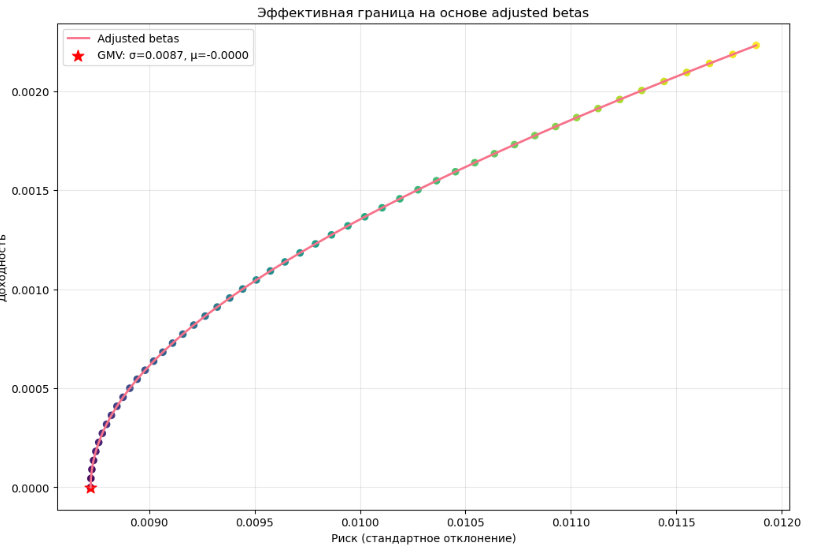 Эффективная граница на основе adjusted betas
Adjusted betas
GMV: σ=0.0087, μ=-0.0000
0.0020
0.0015
0.0010
0.0005
0.0000
Доходность
0.0090 0.0095 0.0100 0.0105 0.0110 0.0115 0.0120
Риск (стандартное отклонение)